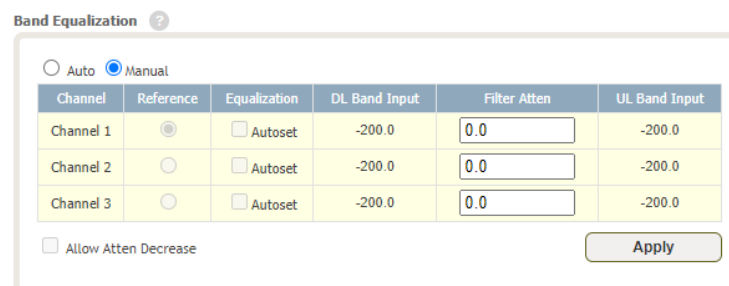 Band Equalization ?
Auto Manual
Channel Reference Equalization DL Band Input Filter Atten UL Band Input
Channel 1 Autoset -200.0 0.0 -200.0
Channel 2 Autoset -200.0 0.0 -200.0
Channel 3 Autoset -200.0 0.0 -200.0
Allow Atten Decrease Apply